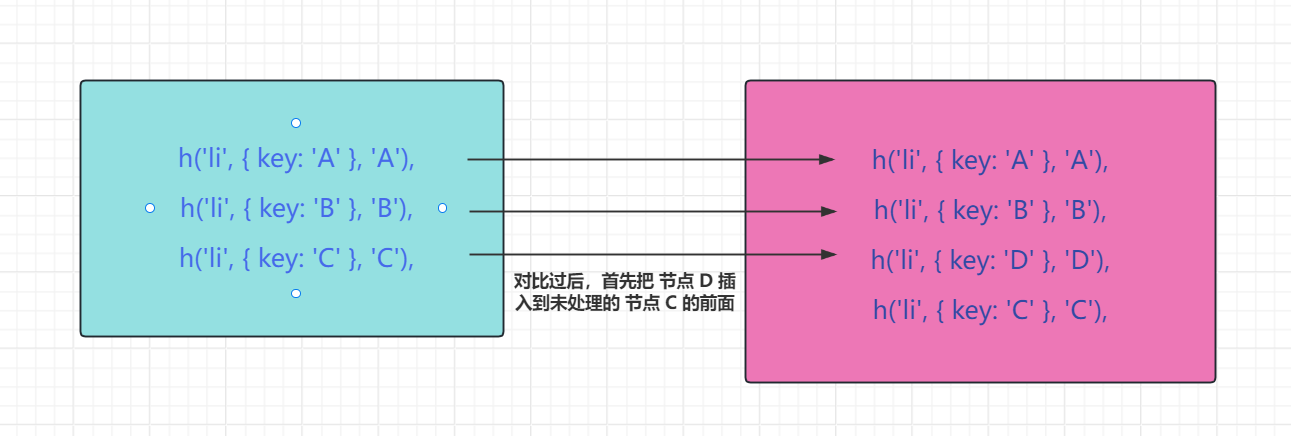 h('li', { key: 'A' }, 'A'),
h('li', { key: 'B' }, 'B'),
h('li', { key: 'C' }, 'C'),
对比过后，首先把 节点 D 插
入到未处理的 节点 C 的前面
h('li', { key: 'A' }, 'A'),
h('li', { key: 'B' }, 'B'),
h('li', { key: 'D' }, 'D'),
h('li', { key: 'C' }, 'C'),